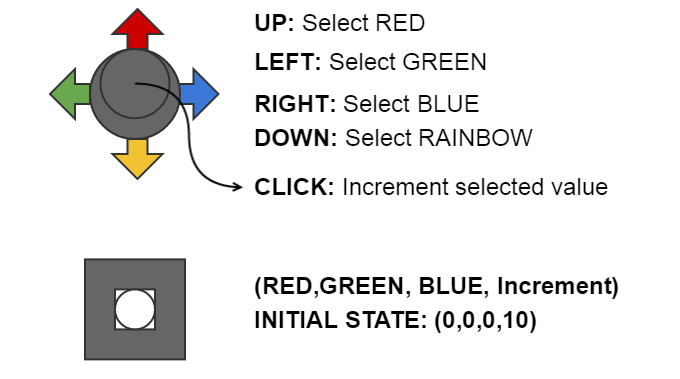 UP: Select RED
LEFT: Select GREEN
RIGHT: Select BLUE
DOWN: Select RAINBOW
CLICK: Increment selected value
(RED,GREEN, BLUE, Increment)
INITIAL STATE: (0,0,0,10)